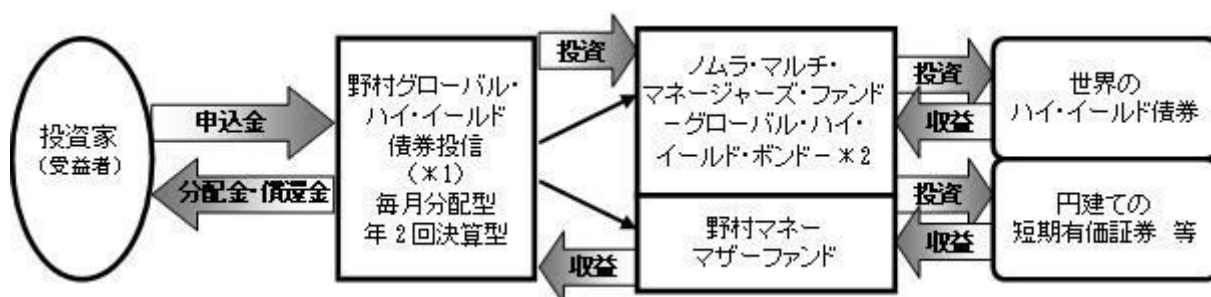 投資家
(受益者)
申込金
分配金・償還金
野村グローバル・
ハイ・イールド
債券投信
(*1)
毎月分配型
年2回決算型
投資
収益
ノムラ・マルチ・
マネージャーズ・ファンド
-グローバル・ハイ・
イールド・ボンド-*2
野村マネー
マザーファンド
投資
収益
投資
収益
世界の
ハイ・イールド債券
円建ての
短期有価証券 等